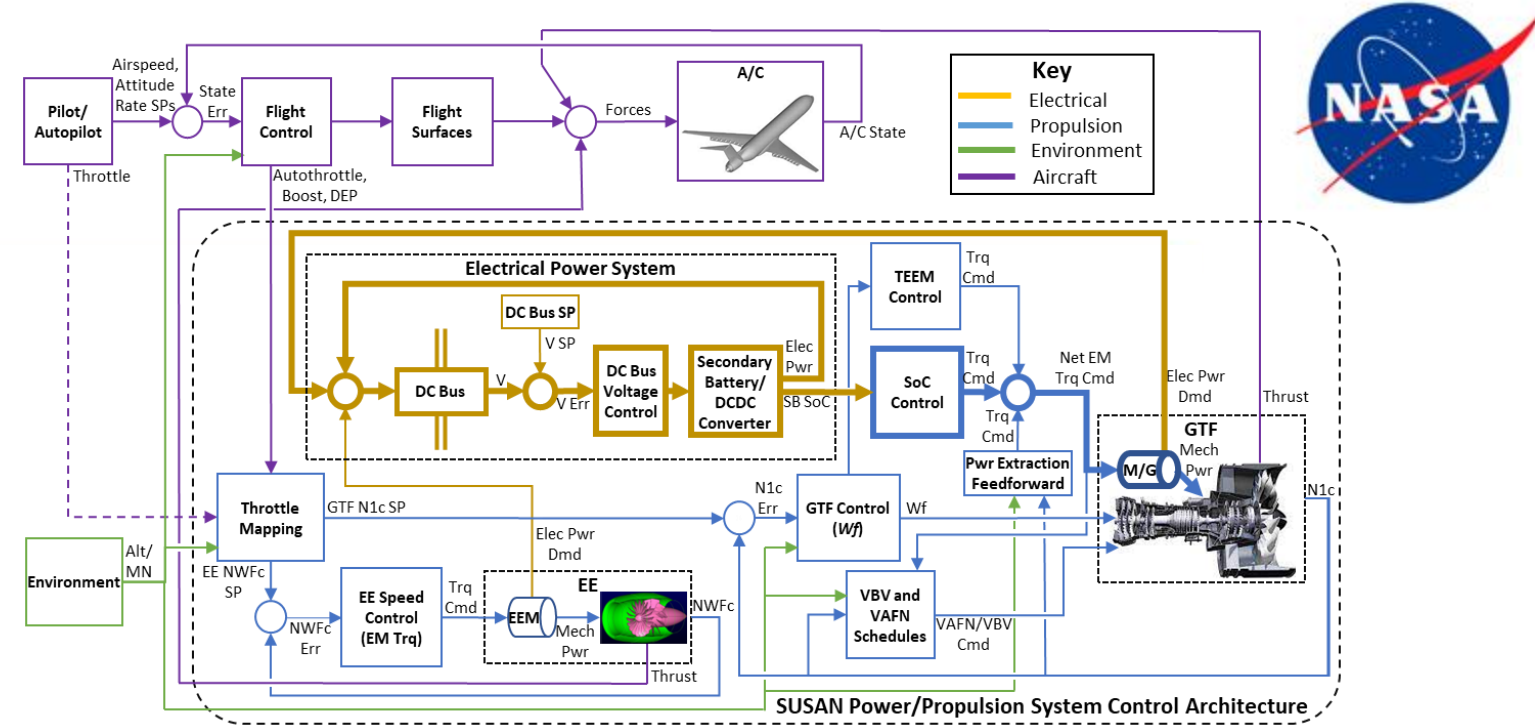 Airspeed,
Attitude
Rate SPs
Pilot/
Autopilot
State
Err
Flight
Control
Flight
Surfaces
Forces
A/C
A/C State
Key
Electrical
Propulsion
Environment
Aircraft
NASA
Throttle
Autothrottle,
Boost, DEP
Electrical Power System
DC Bus SP
V SP
DC Bus
V
V Err
DC Bus
Voltage
Control
Secondary
Battery/
DCDC
Converter
Elec
Pwr
SB SoC
TEEM
Control
Trq
Cmd
SoC
Control
Trq
Cmd
Trq
Cmd
Net EM
Trq Cmd
Elec Pwr
Dmd
Thrust
GTF
Mech
Pwr
M/G
Pwr Extraction
Feedforward
N1c
Throttle
Mapping
GTF N1c SP
N1c
Err
GTF Control
(Wf)
Wf
Elec Pwr
Dmd
Environment
Alt/
MN
EE NWFc
SP
NWFc
Err
EE Speed
Control
(EM Trq)
Trq
Cmd
EE
EEM
Mech
Pwr
NWFc
Thrust
VBV and
VAFN
Schedules
VAFN/VBV
Cmd
SUSAN Power/Propulsion System Control Architecture